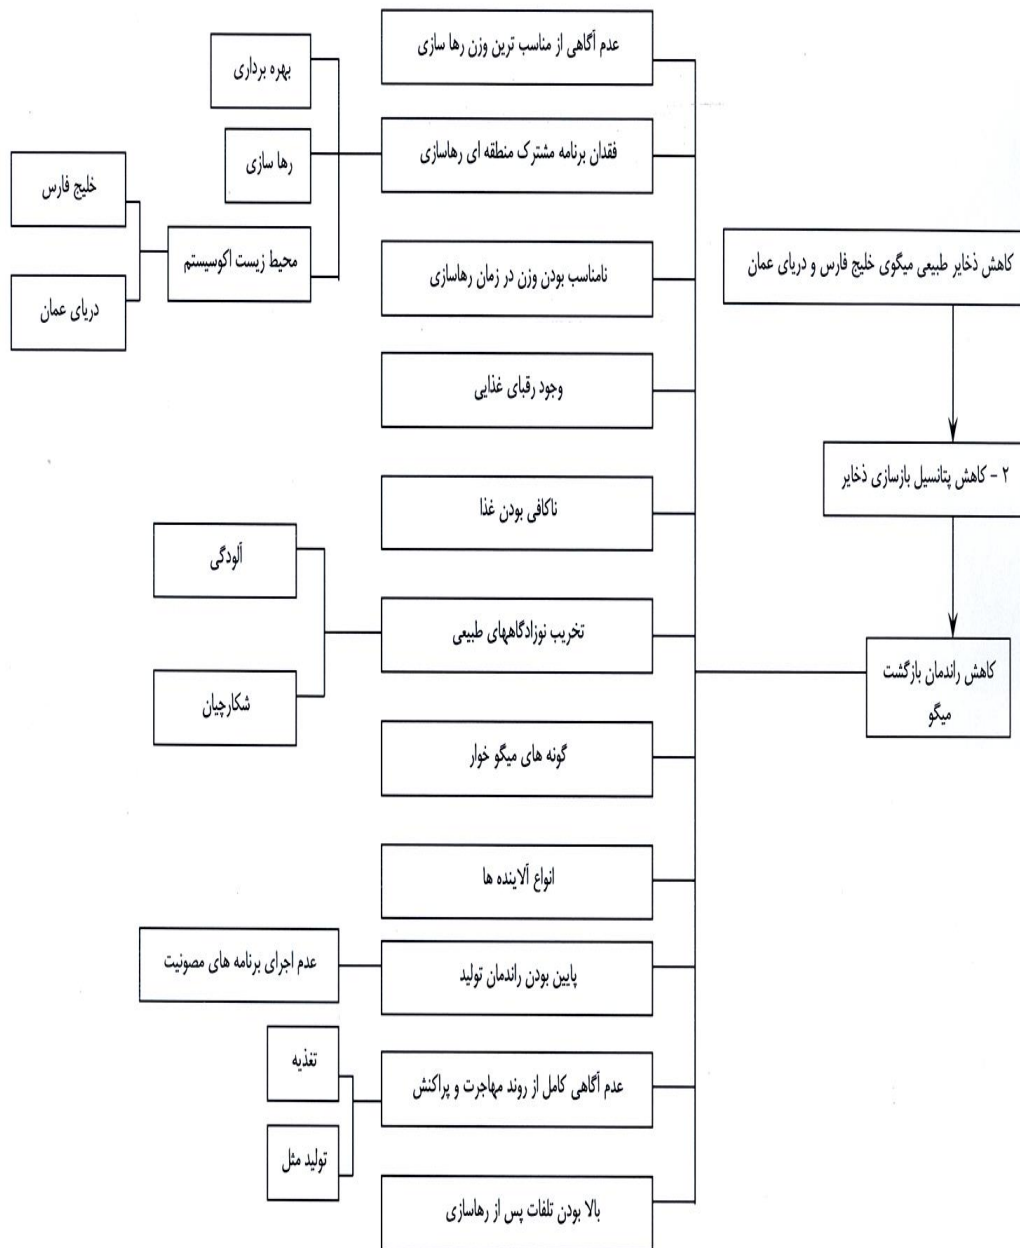 کاهش ذخایر طبیعی میگوی خلیج فارس و دریای عمان
۲ - کاهش پتانسیل بازسازی ذخایر
کاهش راندمان بازگشت
میگو
عدم آگاهی از مناسب ترین وزن رها سازی
فقدان برنامه مشترک منطقه ای رهاسازی
بهره برداری
رها سازی
محیط زیست اکوسیستم
خلیج فارس
دریای عمان
نامناسب بودن وزن در زمان رهاسازی
وجود رقبای غذایی
ناکافی بودن غذا
تخریب نوزادگاههای طبیعی
آلودگی
شکارچیان
گونه های میگو خوار
انواع آلاینده ها
پایین بودن راندمان تولید
عدم اجرای برنامه های مصونیت
عدم آگاهی کامل از روند مهاجرت و پراکنش
تغذیه
تولید مثل
بالا بودن تلفات پس از رهاسازی